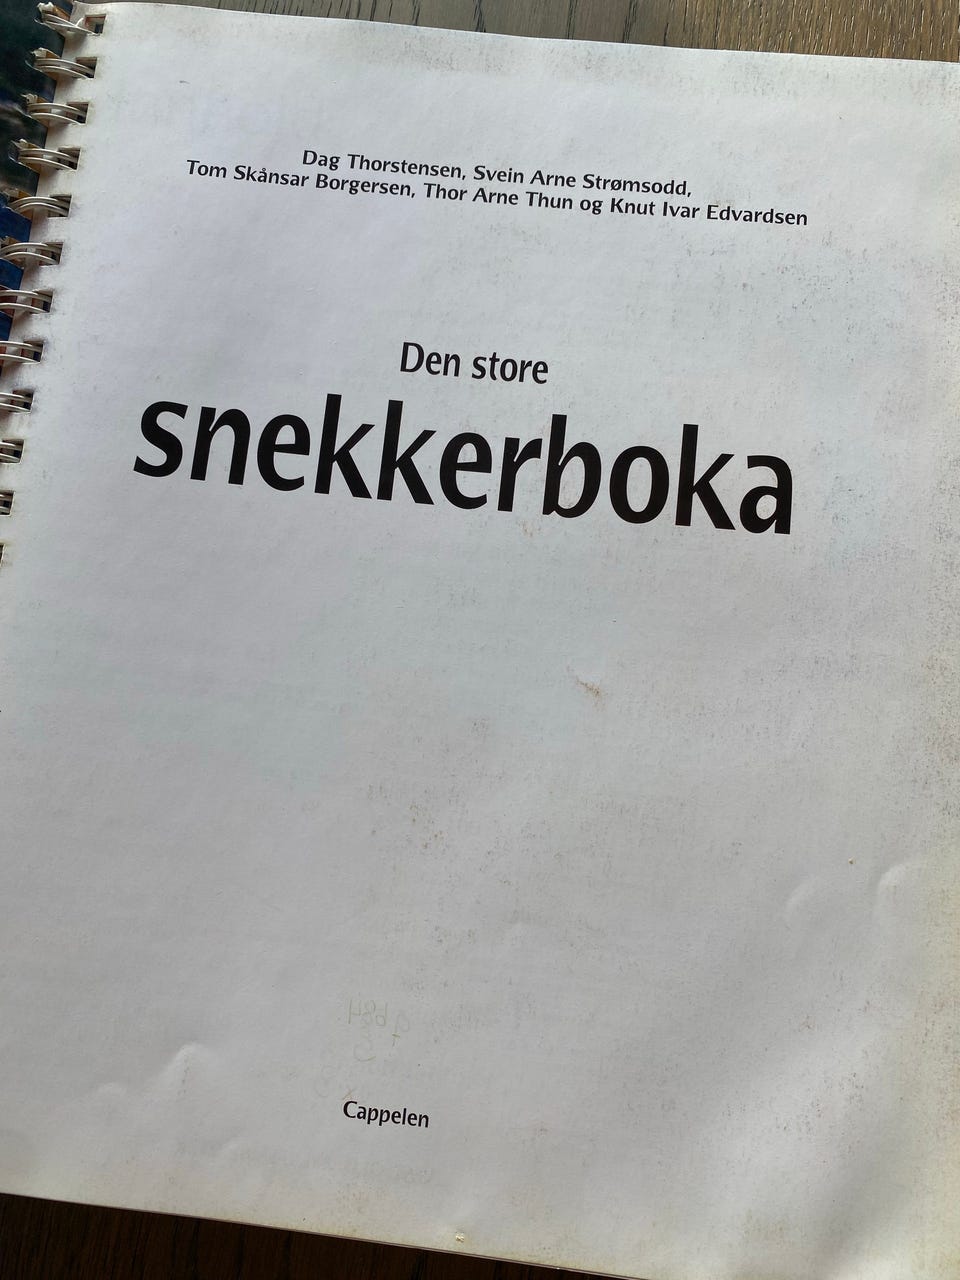 Dag Thorstensen, Svein Arne Strømsodd,
Tom Skånsar Borgersen, Thor Arne Thun og Knut Ivar Edvardsen
Den store
snekkerboka
Cappelen